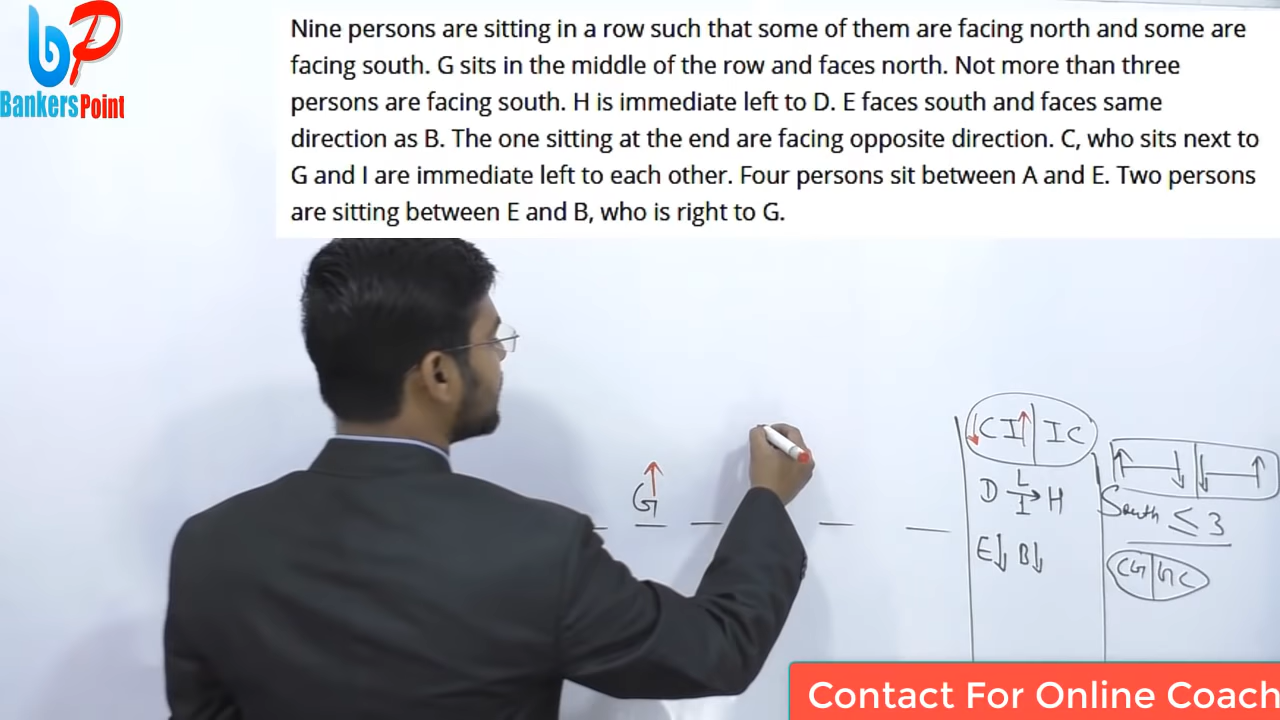 Nine persons are sitting in a row such that some of them are facing north and some are
facing south. G sits in the middle of the row and faces north. Not more than three
persons are facing south. H is immediate left to D. E faces south and faces same
direction as B. The one sitting at the end are facing opposite direction. C, who sits next to
G and I are immediate left to each other. Four persons sit between A and E. Two persons
are sitting between E and B, who is right to G.
bP
BankersPoint
G↑
↓C I↑ | I C
D L/I→ H
E↓ B↓
↑—↓ | ↓—↑
South ≤ 3
CG | GC
Contact For Online Coach